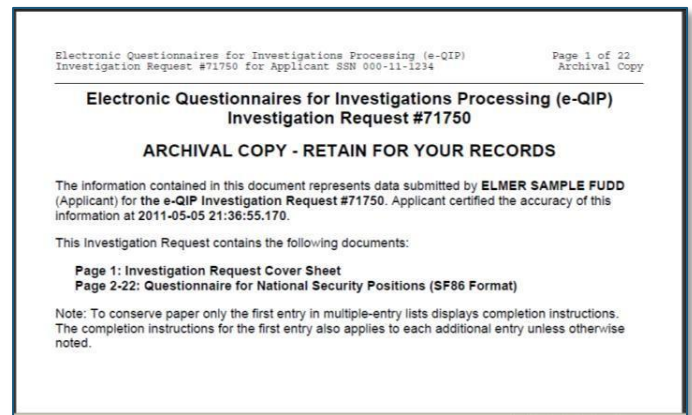 Electronic Questionnaires for Investigations Processing (e-QIP) Page 1 of 22
Investigation Request #71750 for Applicant SSN 000-11-1234 Archival Copy
Electronic Questionnaires for Investigations Processing (e-QIP)
Investigation Request #71750
ARCHIVAL COPY - RETAIN FOR YOUR RECORDS
The information contained in this document represents data submitted by ELMER SAMPLE FUDD
(Applicant) for the e-QIP Investigation Request #71750. Applicant certified the accuracy of this
information at 2011-05-05 21:36:55.170.
This Investigation Request contains the following documents:
Page 1: Investigation Request Cover Sheet
Page 2-22: Questionnaire for National Security Positions (SF86 Format)
Note: To conserve paper only the first entry in multiple-entry lists displays completion instructions.
The completion instructions for the first entry also applies to each additional entry unless otherwise
noted.